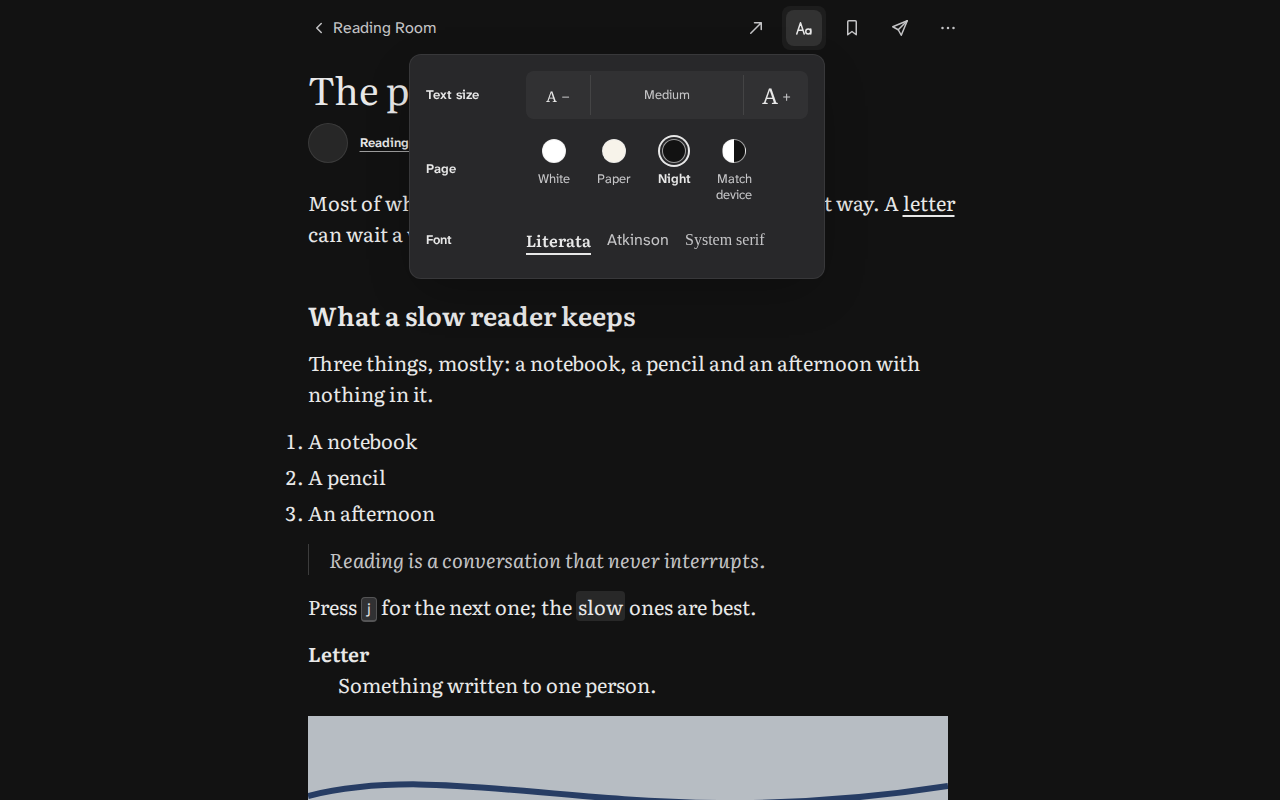 Reading Room
Aa
The p
Text size
A −
Medium
A +
Reading
Page
White
Paper
Night
Match device
Most of wh
t way. A letter
can wait a
Font
Literata
Atkinson
System serif
What a slow reader keeps
Three things, mostly: a notebook, a pencil and an afternoon with
nothing in it.
1. A notebook
2. A pencil
3. An afternoon
Reading is a conversation that never interrupts.
Press j for the next one; the slow ones are best.
Letter
Something written to one person.